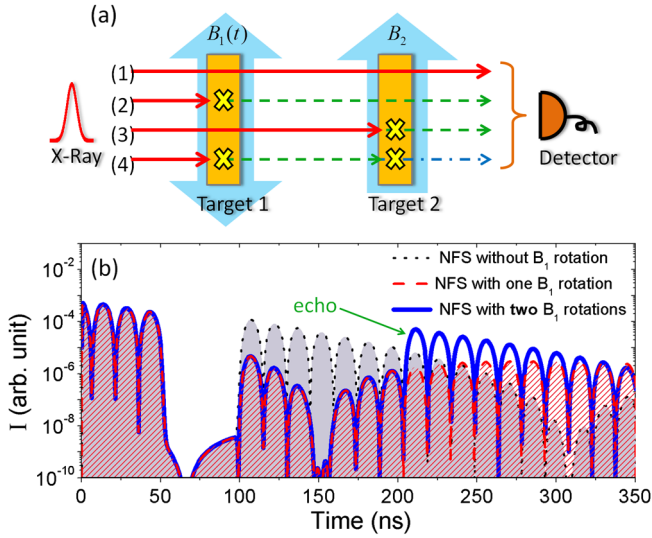 (a)
B₁(t)
B₂
(1)
(2)
(3)
(4)
X-Ray
Target 1
Target 2
Detector
(b)
NFS without B₁ rotation
NFS with one B₁ rotation
NFS with two B₁ rotations
echo
I (arb. unit)
10⁻²
10⁻⁴
10⁻⁶
10⁻⁸
10⁻¹⁰
0 50 100 150 200 250 300 350
Time (ns)